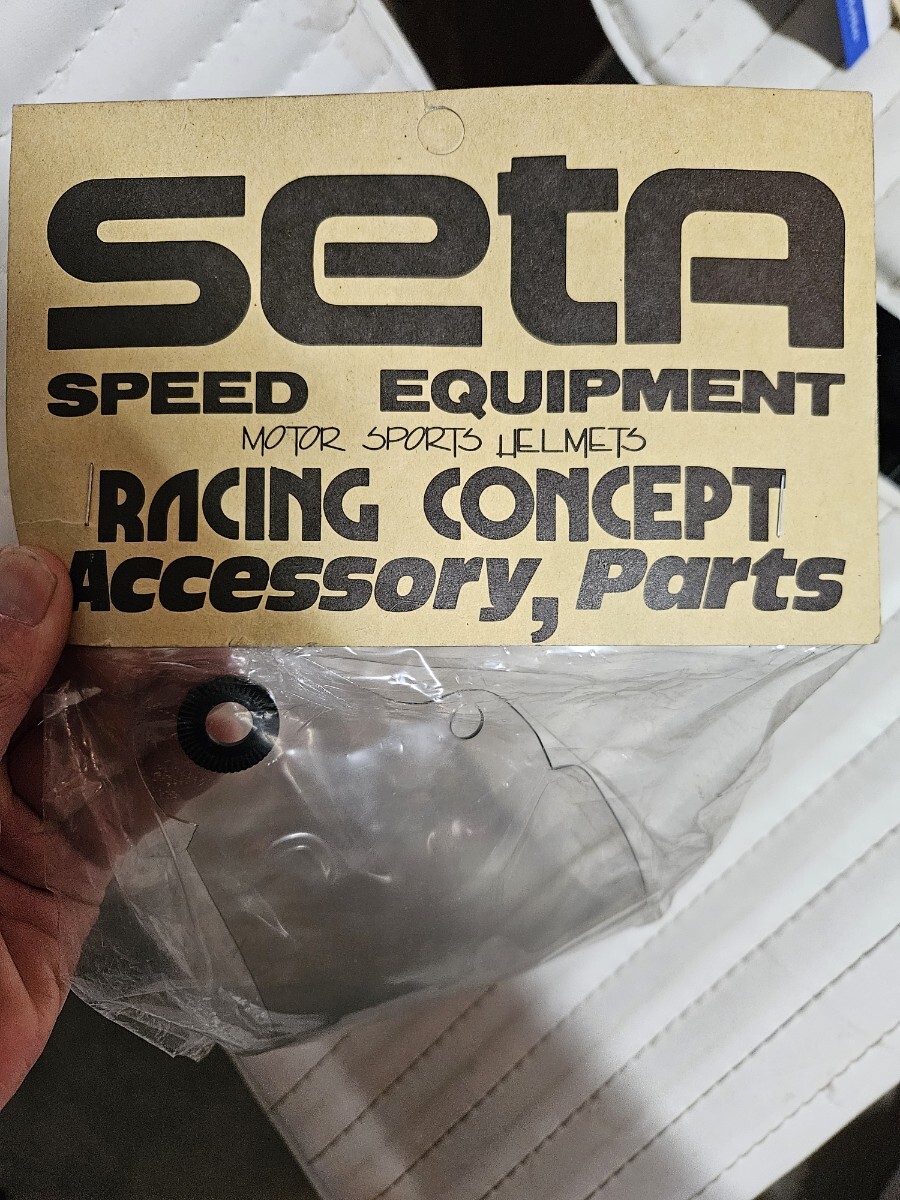 SetA
SPEED EQUIPMENT
MOTOR SPORTS HELMETS
RACING CONCEPT
Accessory, Parts